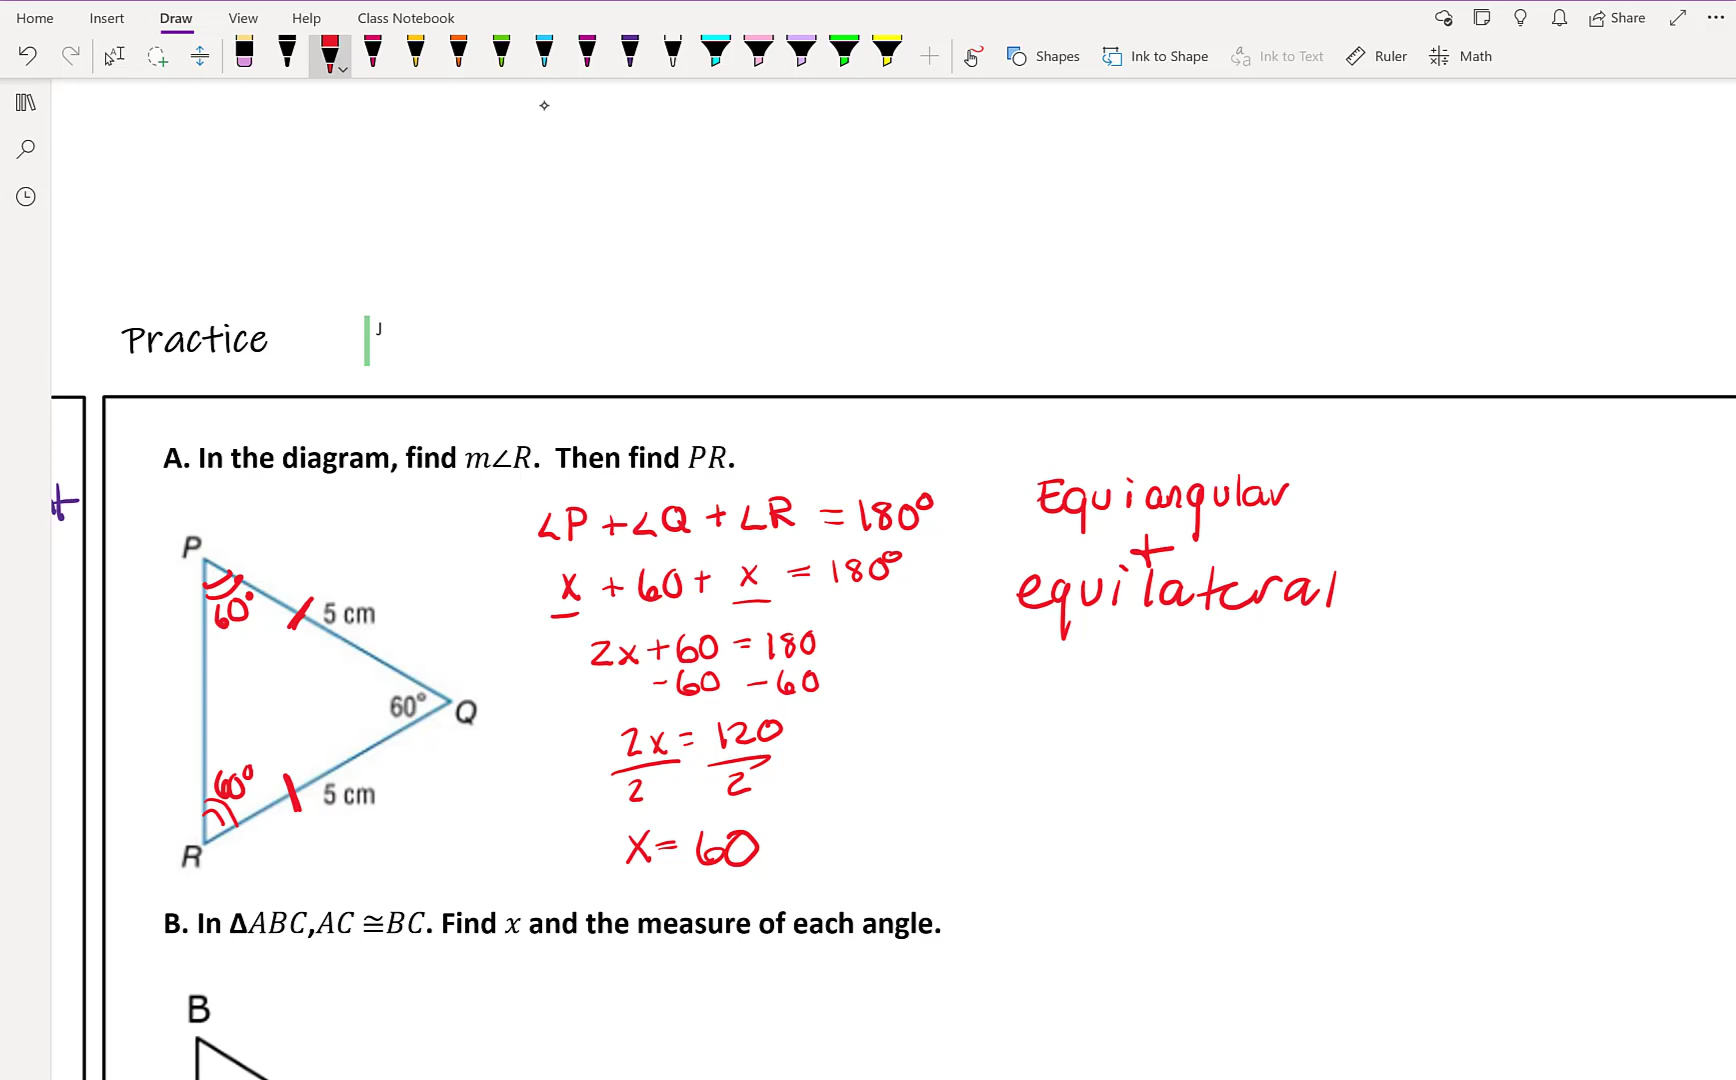 Home Insert Draw View Help Class Notebook Share
Shapes Ink to Shape Ink to Text Ruler Math
Practice
J
A. In the diagram, find m∠R. Then find PR.
∠P + ∠Q + ∠R = 180°
x + 60 + x = 180°
2x + 60 = 180
- 60 - 60
2x = 120
2 2
x = 60
Equiangular
+
equilateral
P
60°
5 cm
60°
Q
60°
5 cm
R
B. In ΔABC, AC ≅ BC. Find x and the measure of each angle.
B